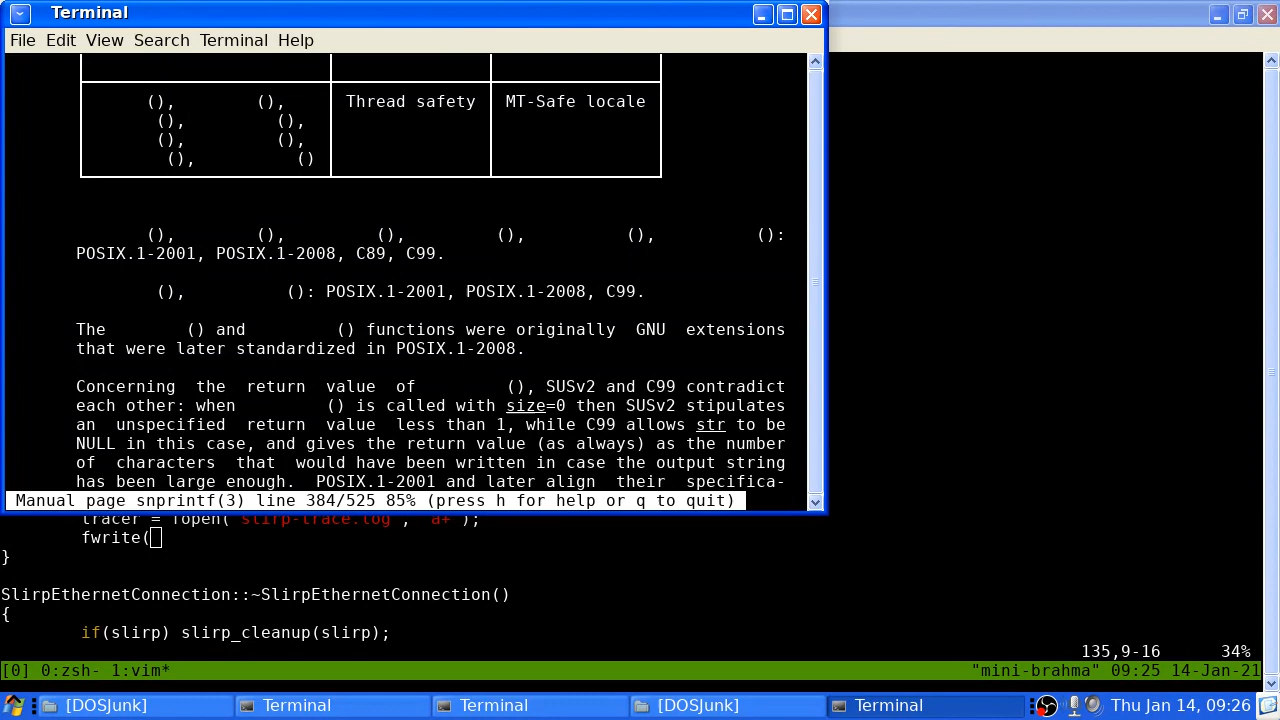 Terminal
File Edit View Search Terminal Help
(), (), Thread safety MT-Safe locale
(), (),
(), (),
(), ()
(), (), (), (), (), ():
POSIX.1-2001, POSIX.1-2008, C89, C99.
(), (): POSIX.1-2001, POSIX.1-2008, C99.
The () and () functions were originally GNU extensions
that were later standardized in POSIX.1-2008.
Concerning the return value of (), SUSv2 and C99 contradict
each other: when () is called with size=0 then SUSv2 stipulates
an unspecified return value less than 1, while C99 allows str to be
NULL in this case, and gives the return value (as always) as the number
of characters that would have been written in case the output string
has been large enough. POSIX.1-2001 and later align their specifica-
Manual page snprintf(3) line 384/525 85% (press h for help or q to quit)
tracer = fopen("slirp-trace.log", "a+");
fwrite(
}
SlirpEthernetConnection::~SlirpEthernetConnection()
{
if(slirp) slirp_cleanup(slirp);
135,9-16 34%
[0] 0:zsh- 1:vim* "mini-brahma" 09:25 14-Jan-21
[DOSJunk] Terminal Terminal [DOSJunk] Terminal Thu Jan 14, 09:26